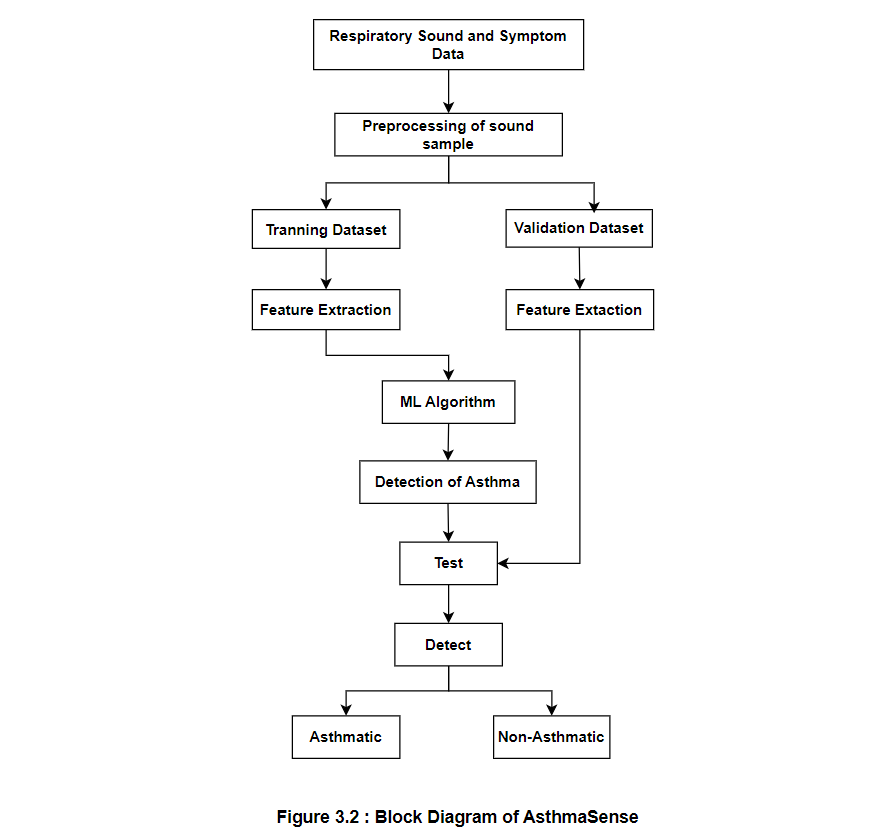 Respiratory Sound and Symptom
Data
Preprocessing of sound
sample
Tranning Dataset
Validation Dataset
Feature Extraction
Feature Extaction
ML Algorithm
Detection of Asthma
Test
Detect
Asthmatic
Non-Asthmatic
Figure 3.2 : Block Diagram of AsthmaSense